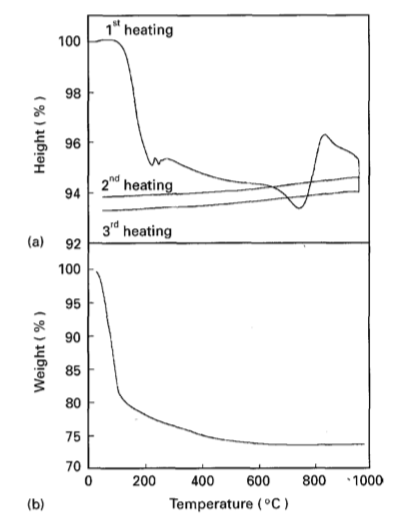 1st heating
100
98
96
94
92
Height ( % )
2nd heating
3rd heating
(a)
100
95
90
85
80
75
70
Weight ( % )
0 200 400 600 800 1000
(b)
Temperature ( °C )